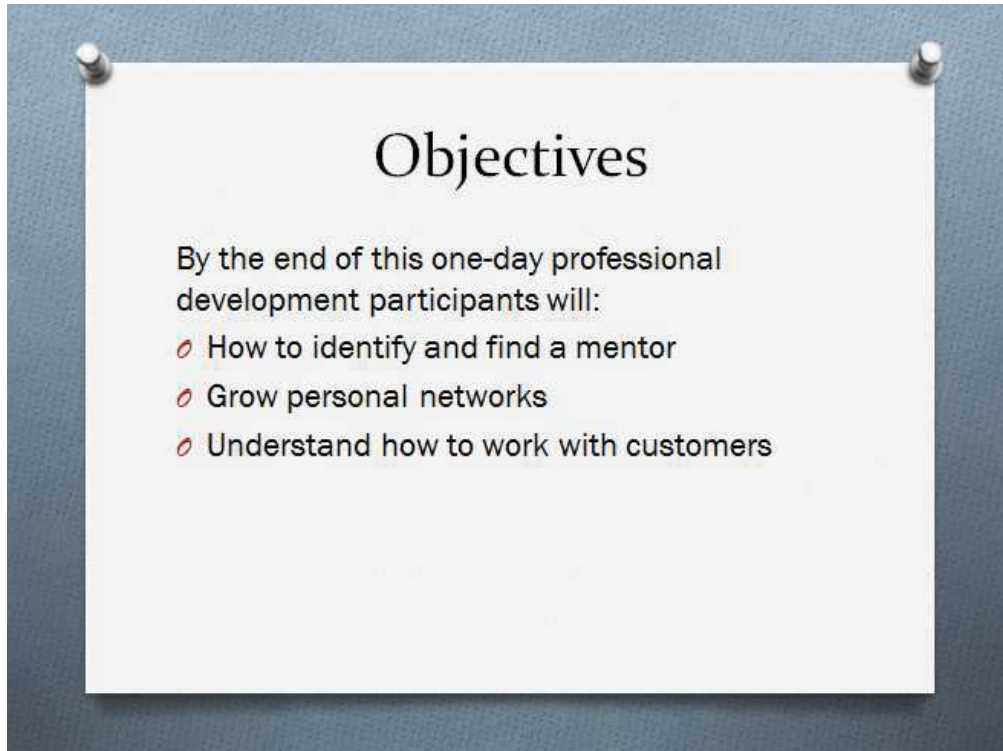 Objectives
By the end of this one-day professional
development participants will:
How to identify and find a mentor
Grow personal networks
Understand how to work with customers